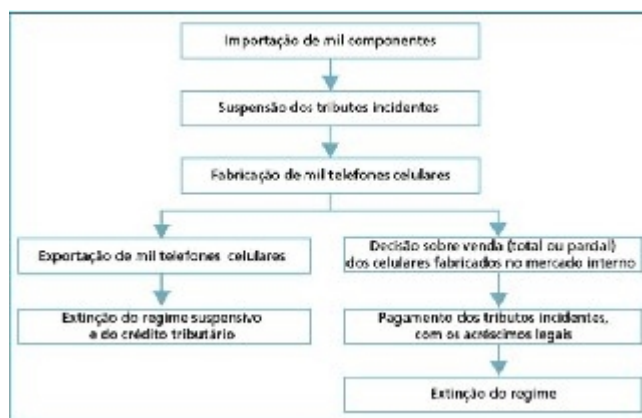 Importação de mil componentes
Suspensão dos tributos incidentes
Fabricação de mil telefones celulares
Exportação de mil telefones celulares
Decisão sobre venda (total ou parcial)
dos celulares fabricados no mercado interno
Extinção do regime suspensivo
e do crédito tributário
Pagamento dos tributos incidentes,
com os acréscimos legais
Extinção do regime